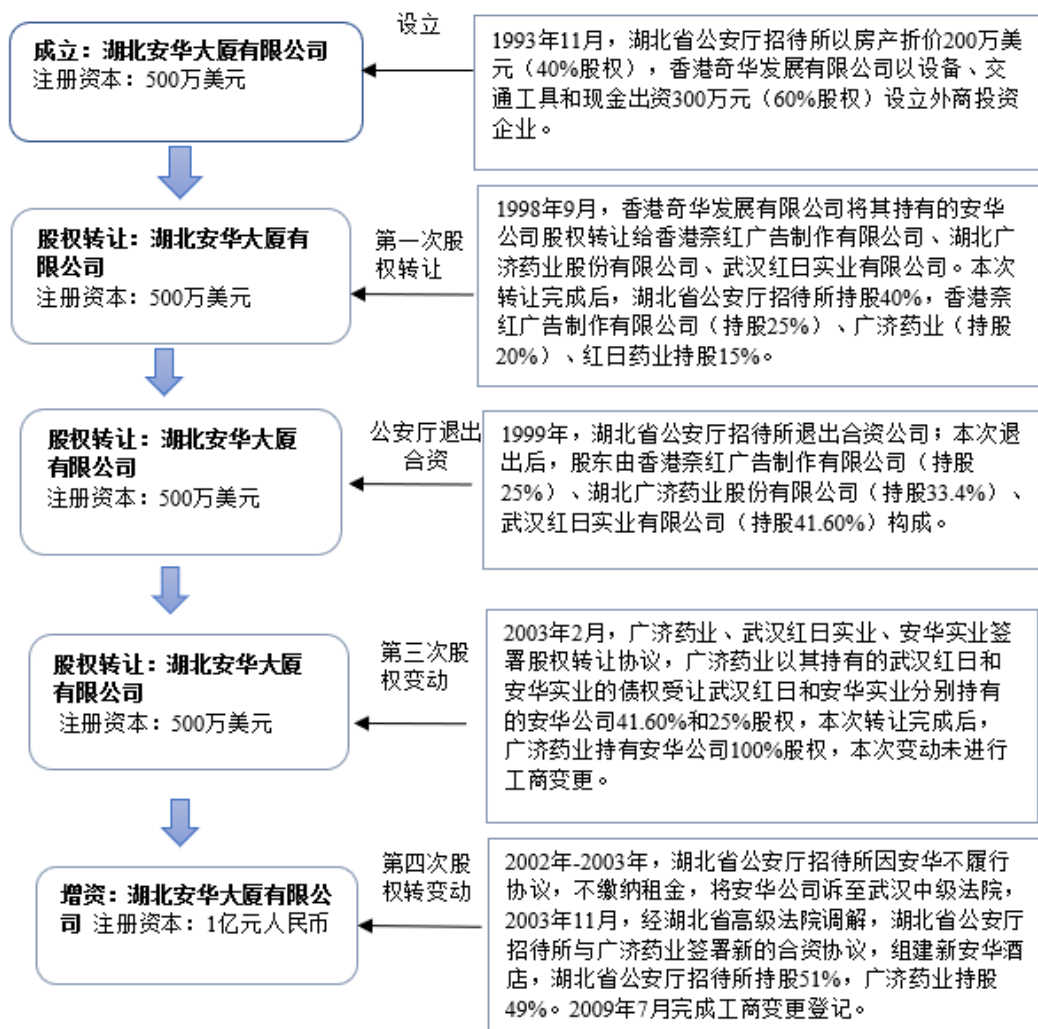 成立：湖北安华大厦有限公司
注册资本：500万美元
设立
1993年11月，湖北省公安厅招待所以房产折价200万美
元（40%股权），香港奇华发展有限公司以设备、交
通工具和现金出资300万元（60%股权）设立外商投资
企业。
股权转让：湖北安华大厦有
限公司
注册资本：500万美元
第一次股
权转让
1998年9月，香港奇华发展有限公司将其持有的安华
公司股权转让给香港奈红广告制作有限公司、湖北广
济药业股份有限公司、武汉红日实业有限公司。本次
转让完成后，湖北省公安厅招待所持股40%，香港奈
红广告制作有限公司（持股25%）、广济药业（持股
20%）、红日药业持股15%。
股权转让：湖北安华大厦
有限公司
注册资本：500万美元
公安厅退出
合资
1999年，湖北省公安厅招待所退出合资公司；本次退
出后，股东由香港奈红广告制作有限公司（持股
25%）、湖北广济药业股份有限公司（持股33.4%）、
武汉红日实业有限公司（持股41.60%）构成。
股权转让：湖北安华大厦
有限公司
注册资本：500万美元
第三次股
权变动
2003年2月，广济药业、武汉红日实业、安华实业签
署股权转让协议，广济药业以其持有的武汉红日和
安华实业的债权受让武汉红日和安华实业分别持有
的安华公司41.60%和25%股权，本次转让完成后，
广济药业持有安华公司100%股权，本次变动未进行
工商变更。
增资：湖北安华大厦有限公
司 注册资本：1亿元人民币
第四次股
权转变动
2002年-2003年，湖北省公安厅招待所因安华不履行
协议，不缴纳租金，将安华公司诉至武汉中级法院，
2003年11月，经湖北省高级法院调解，湖北省公安厅
招待所与广济药业签署新的合资协议，组建新安华酒
店，湖北省公安厅招待所持股51%，广济药业持股
49%。2009年7月完成工商变更登记。